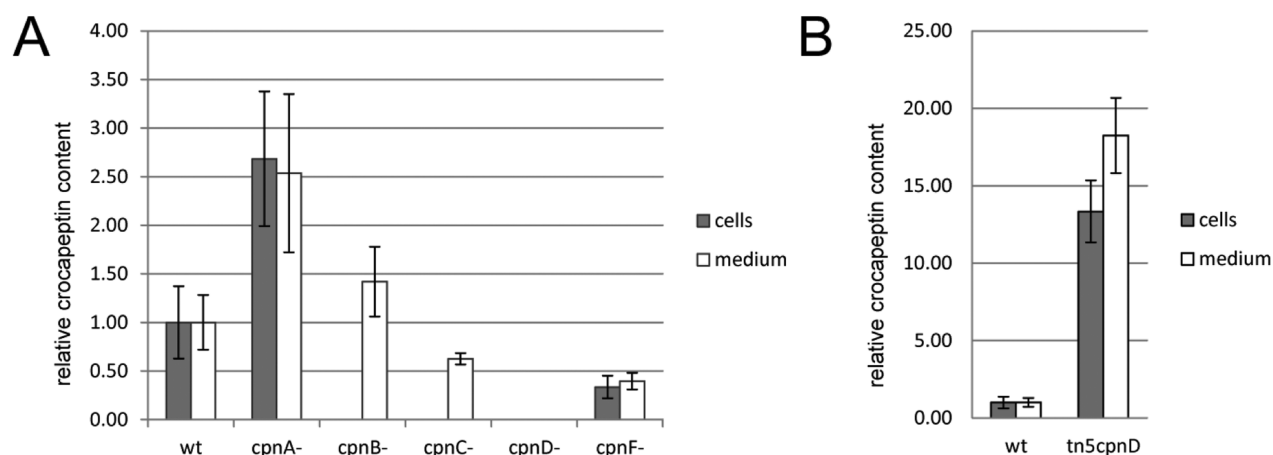 A
relative crocapeptin content
4.00
3.50
3.00
2.50
2.00
1.50
1.00
0.50
0.00
wt cpnA- cpnB- cpnC- cpnD- cpnF-
cells
medium
B
relative crocapeptin content
25.00
20.00
15.00
10.00
5.00
0.00
wt tn5cpnD
cells
medium